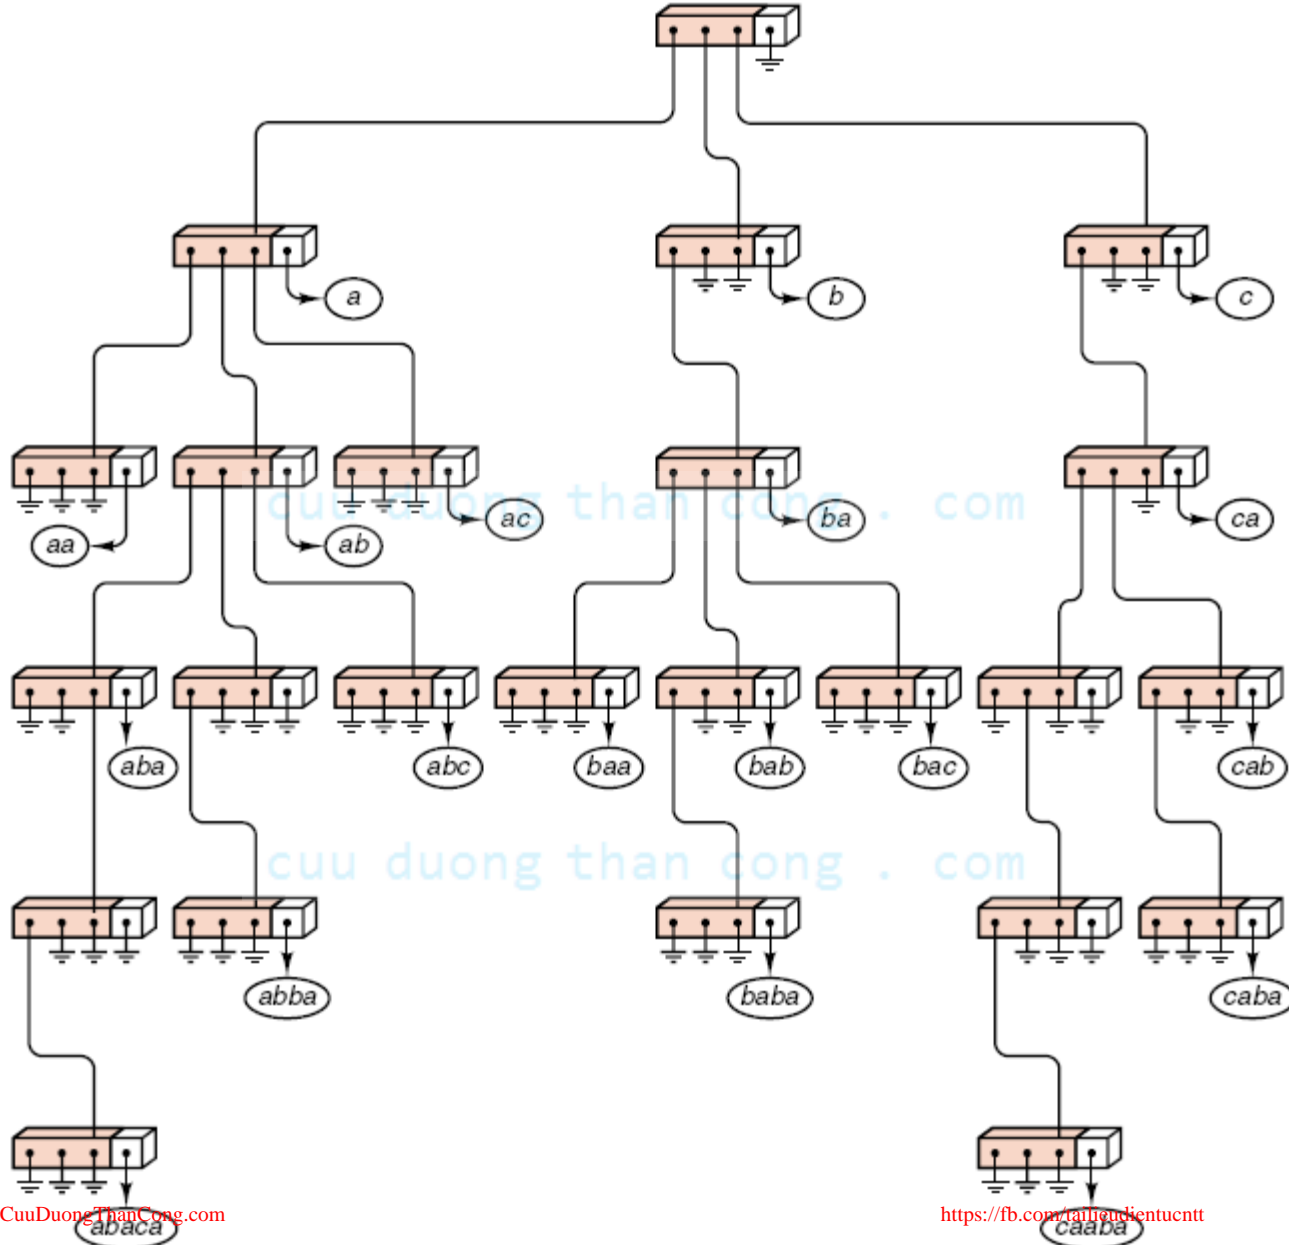 a
b
c
cuu duong than cong . com
ac
ba
ca
aa
ab
aba
abc
baa
bab
bac
cab
cuu duong than cong . com
abba
baba
caba
CuuDuongThanCong.com
https://fb.com/tailieudientucntt
abaca
caaba